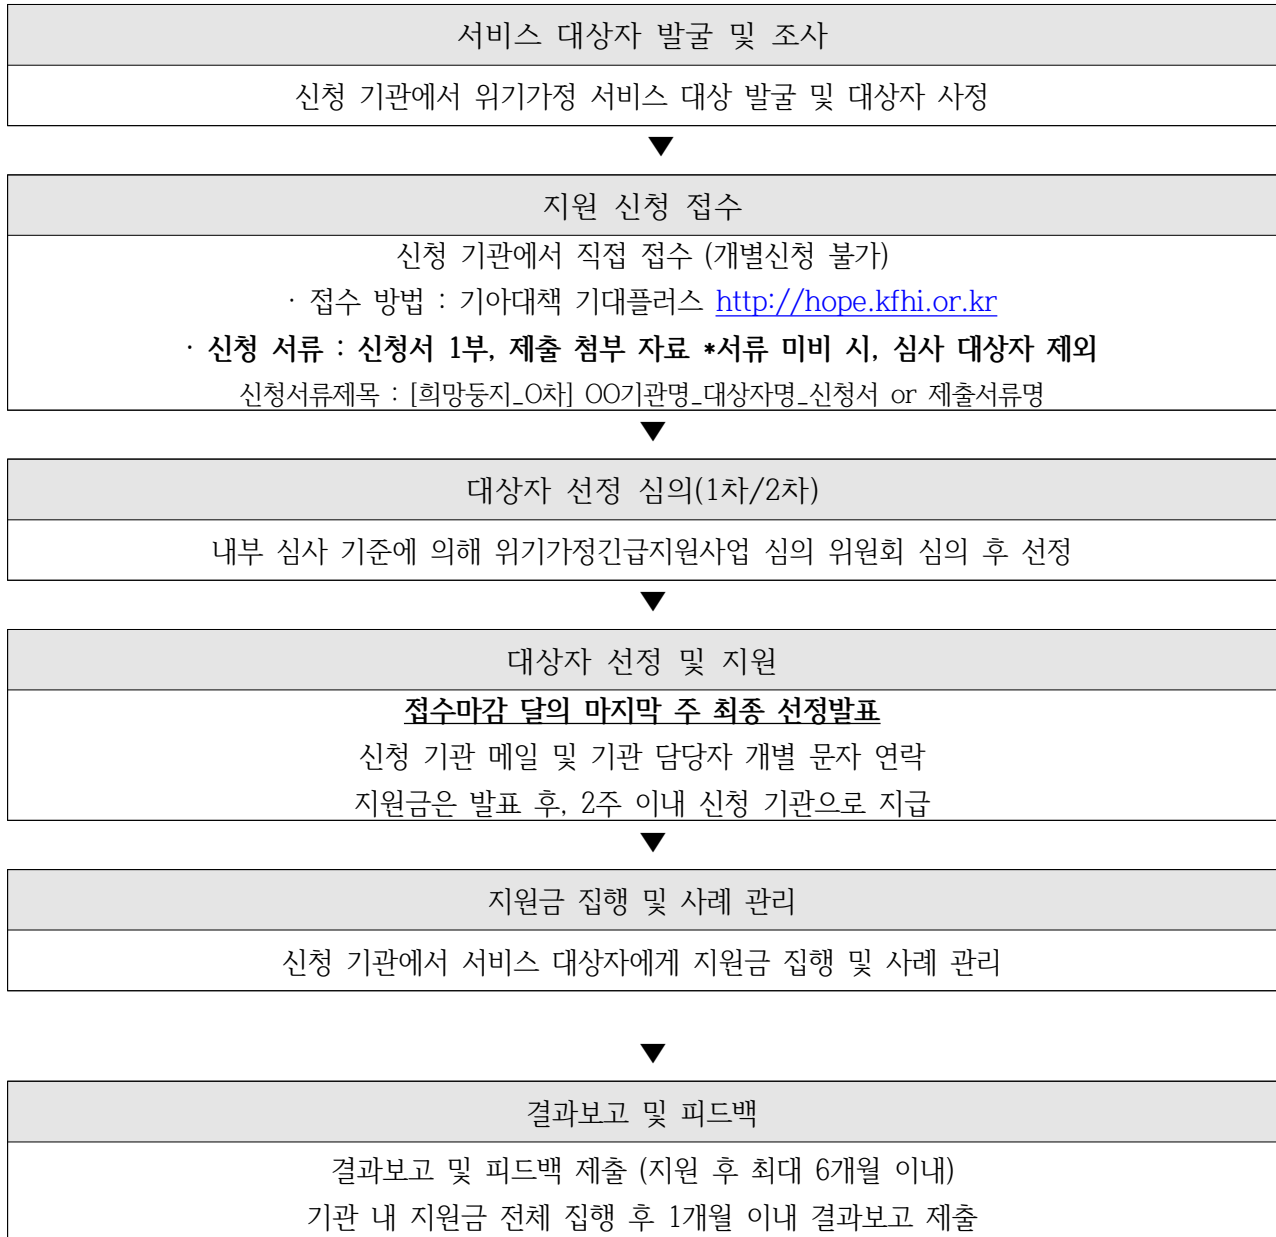 서비스 대상자 발굴 및 조사
신청 기관에서 위기가정 서비스 대상 발굴 및 대상자 사정
▼
지원 신청 접수
신청 기관에서 직접 접수 (개별신청 불가)
· 접수 방법 : 기아대책 기대플러스 http://hope.kfhi.or.kr
· 신청 서류 : 신청서 1부, 제출 첨부 자료 *서류 미비 시, 심사 대상자 제외
신청서류제목 : [희망둥지_O차] OO기관명_대상자명_신청서 or 제출서류명
▼
대상자 선정 심의(1차/2차)
내부 심사 기준에 의해 위기가정긴급지원사업 심의 위원회 심의 후 선정
▼
대상자 선정 및 지원
접수마감 달의 마지막 주 최종 선정발표
신청 기관 메일 및 기관 담당자 개별 문자 연락
지원금은 발표 후, 2주 이내 신청 기관으로 지급
▼
지원금 집행 및 사례 관리
신청 기관에서 서비스 대상자에게 지원금 집행 및 사례 관리
▼
결과보고 및 피드백
결과보고 및 피드백 제출 (지원 후 최대 6개월 이내)
기관 내 지원금 전체 집행 후 1개월 이내 결과보고 제출